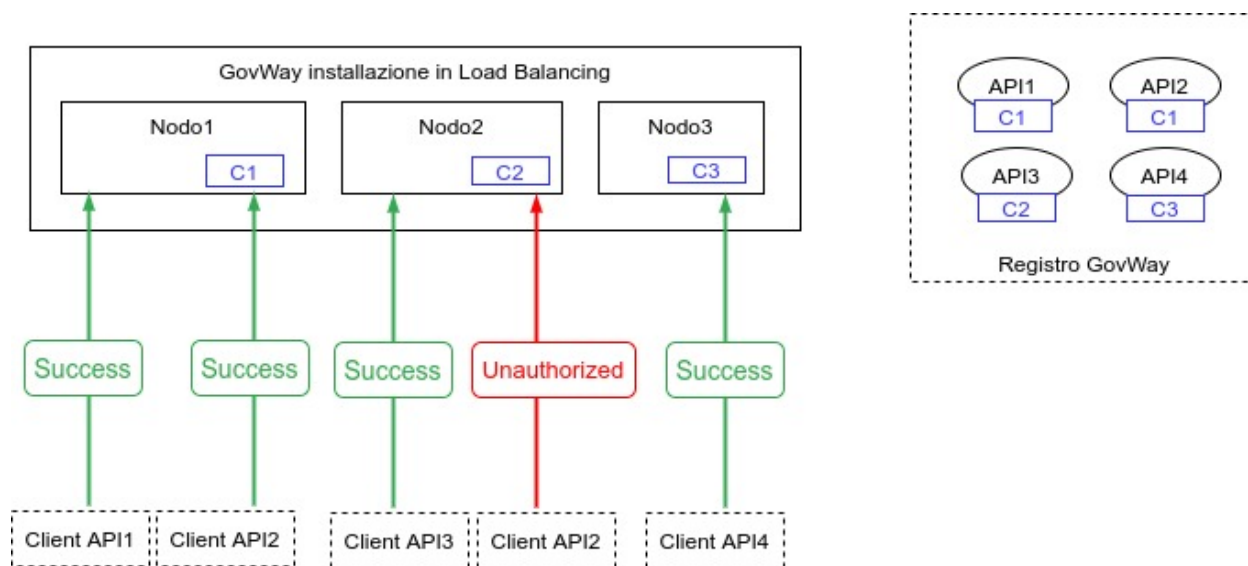 GovWay installazione in Load Balancing
Nodo1
Nodo2
Nodo3
C1
C2
C3
Success
Success
Success
Unauthorized
Success
Client API1
Client API2
Client API3
Client API2
Client API4
API1
API2
C1
C1
API3
API4
C2
C3
Registro GovWay